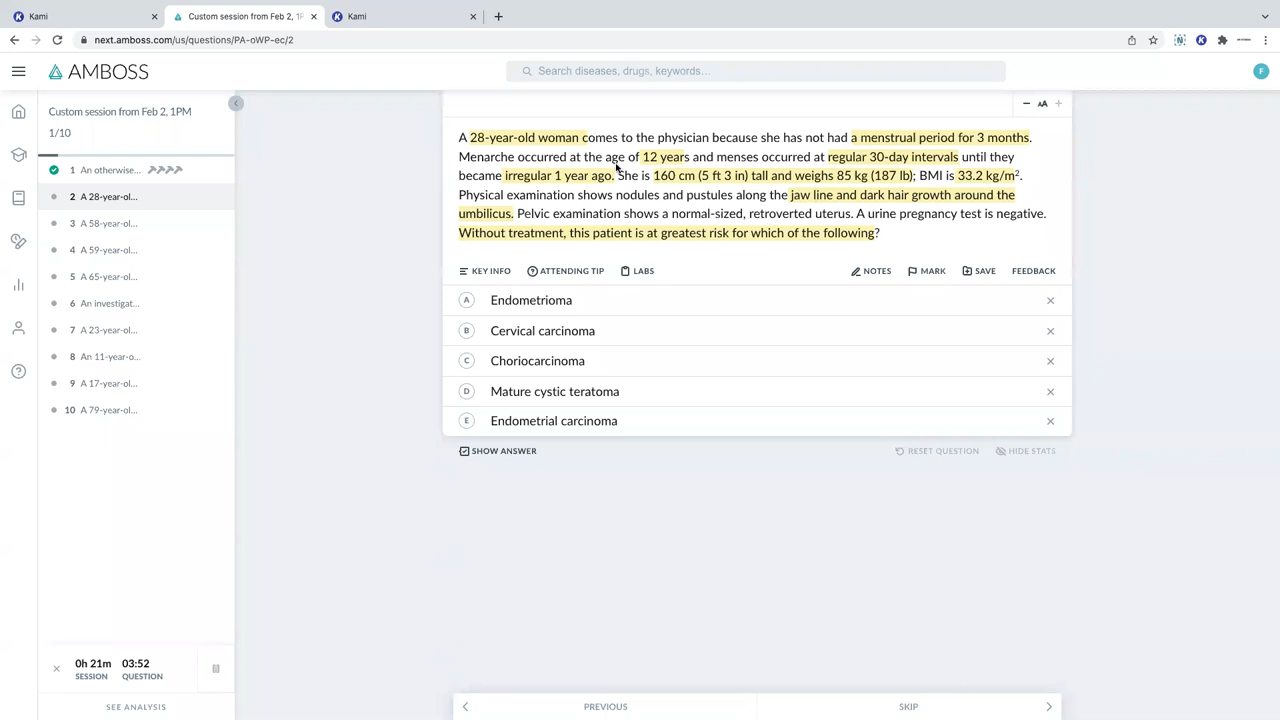 Kami
Custom session from Feb 2, 1P
Kami
next.amboss.com/us/questions/PA-oWP-ec/2
AMBOSS
Search diseases, drugs, keywords...
F
Custom session from Feb 2, 1PM
1/10
1 An otherwise...
2 A 28-year-ol...
3 A 58-year-ol...
4 A 59-year-ol...
5 A 65-year-ol...
6 An investigat...
7 A 23-year-ol...
8 An 11-year-o...
9 A 17-year-ol...
10 A 79-year-ol...
0h 21m 03:52
SESSION QUESTION
SEE ANALYSIS
AA
A 28-year-old woman comes to the physician because she has not had a menstrual period for 3 months.
Menarche occurred at the age of 12 years and menses occurred at regular 30-day intervals until they
became irregular 1 year ago. She is 160 cm (5 ft 3 in) tall and weighs 85 kg (187 lb); BMI is 33.2 kg/m².
Physical examination shows nodules and pustules along the jaw line and dark hair growth around the
umbilicus. Pelvic examination shows a normal-sized, retroverted uterus. A urine pregnancy test is negative.
Without treatment, this patient is at greatest risk for which of the following?
KEY INFO ATTENDING TIP LABS NOTES MARK SAVE FEEDBACK
A Endometrioma
B Cervical carcinoma
C Choriocarcinoma
D Mature cystic teratoma
E Endometrial carcinoma
SHOW ANSWER RESET QUESTION HIDE STATS
PREVIOUS SKIP